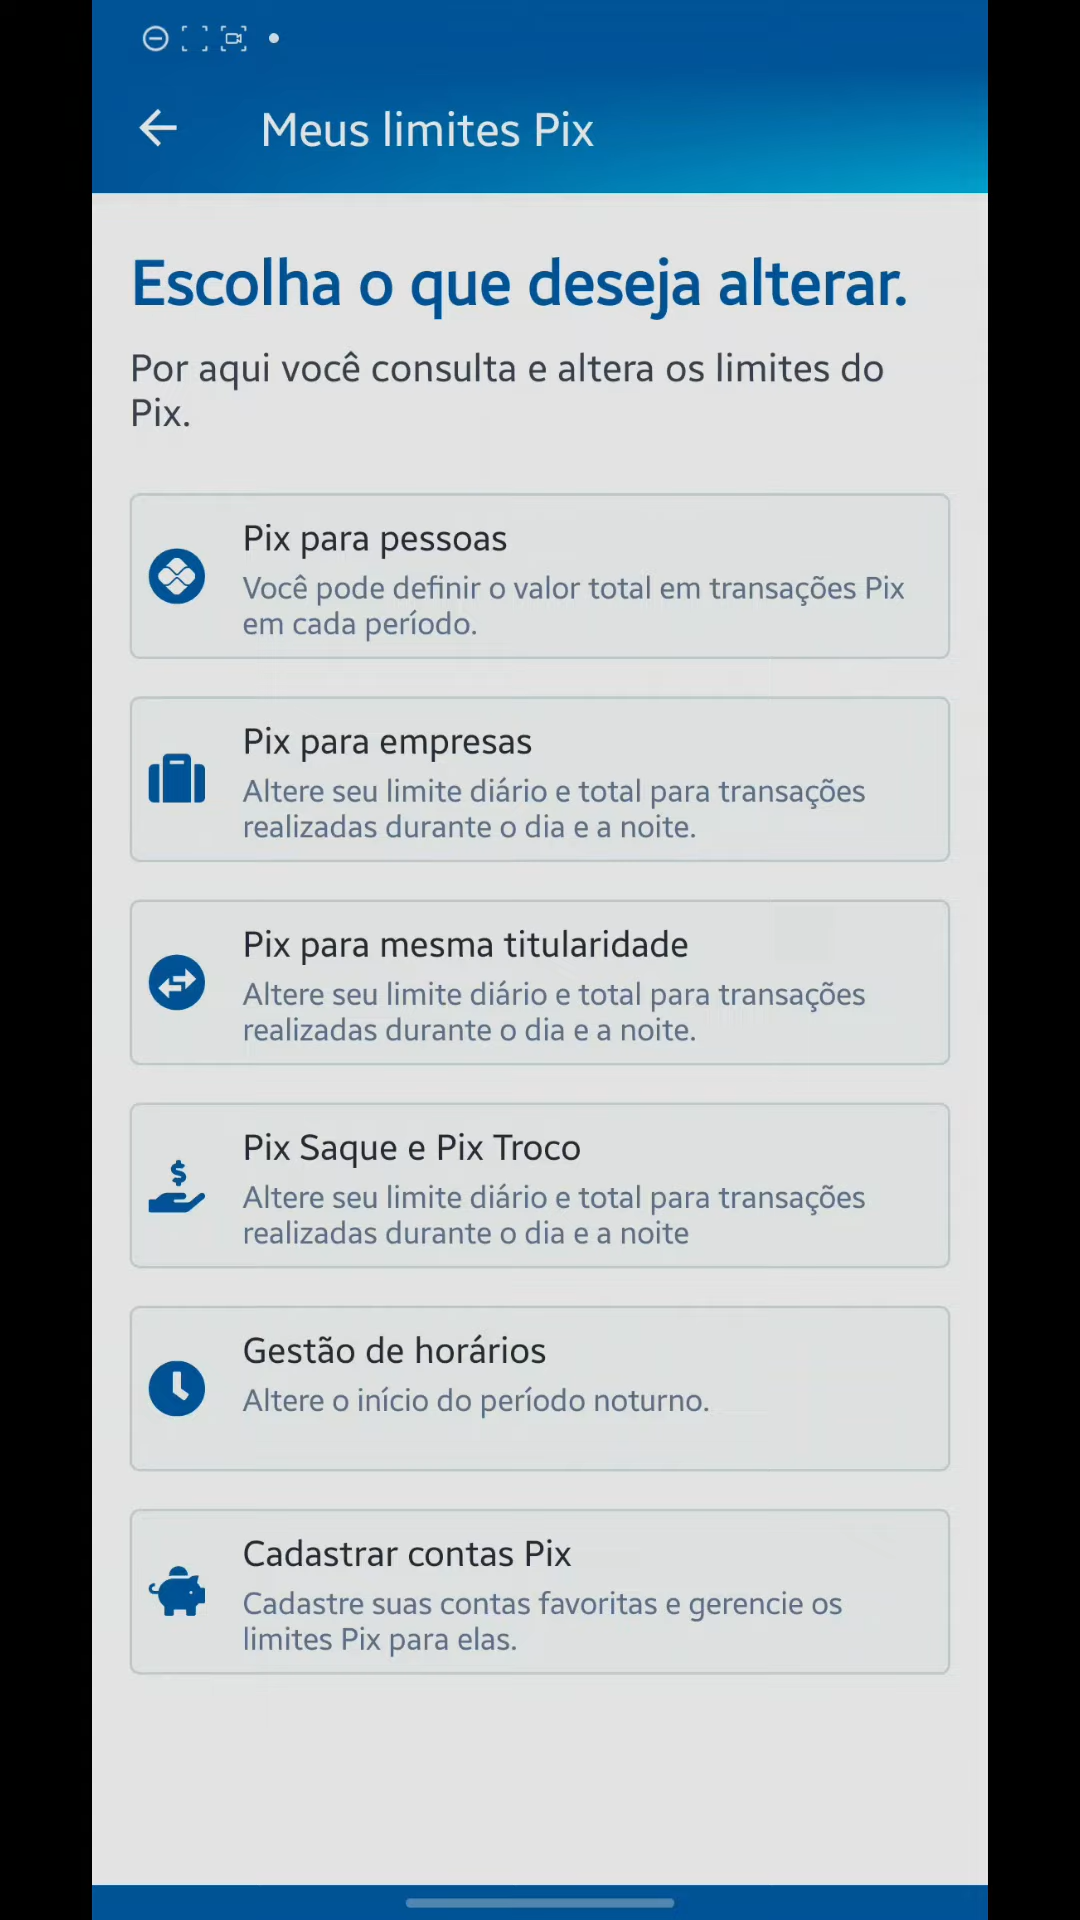 Meus limites Pix
Escolha o que deseja alterar.
Por aqui você consulta e altera os limites do
Pix.
Pix para pessoas
Você pode definir o valor total em transações Pix
em cada período.
Pix para empresas
Altere seu limite diário e total para transações
realizadas durante o dia e a noite.
Pix para mesma titularidade
Altere seu limite diário e total para transações
realizadas durante o dia e a noite.
Pix Saque e Pix Troco
Altere seu limite diário e total para transações
realizadas durante o dia e a noite
Gestão de horários
Altere o início do período noturno.
Cadastrar contas Pix
Cadastre suas contas favoritas e gerencie os
limites Pix para elas.